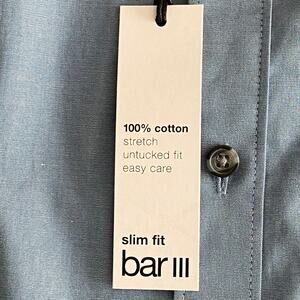 100% cotton
stretch
untucked fit
easy care
slim fit
bar III